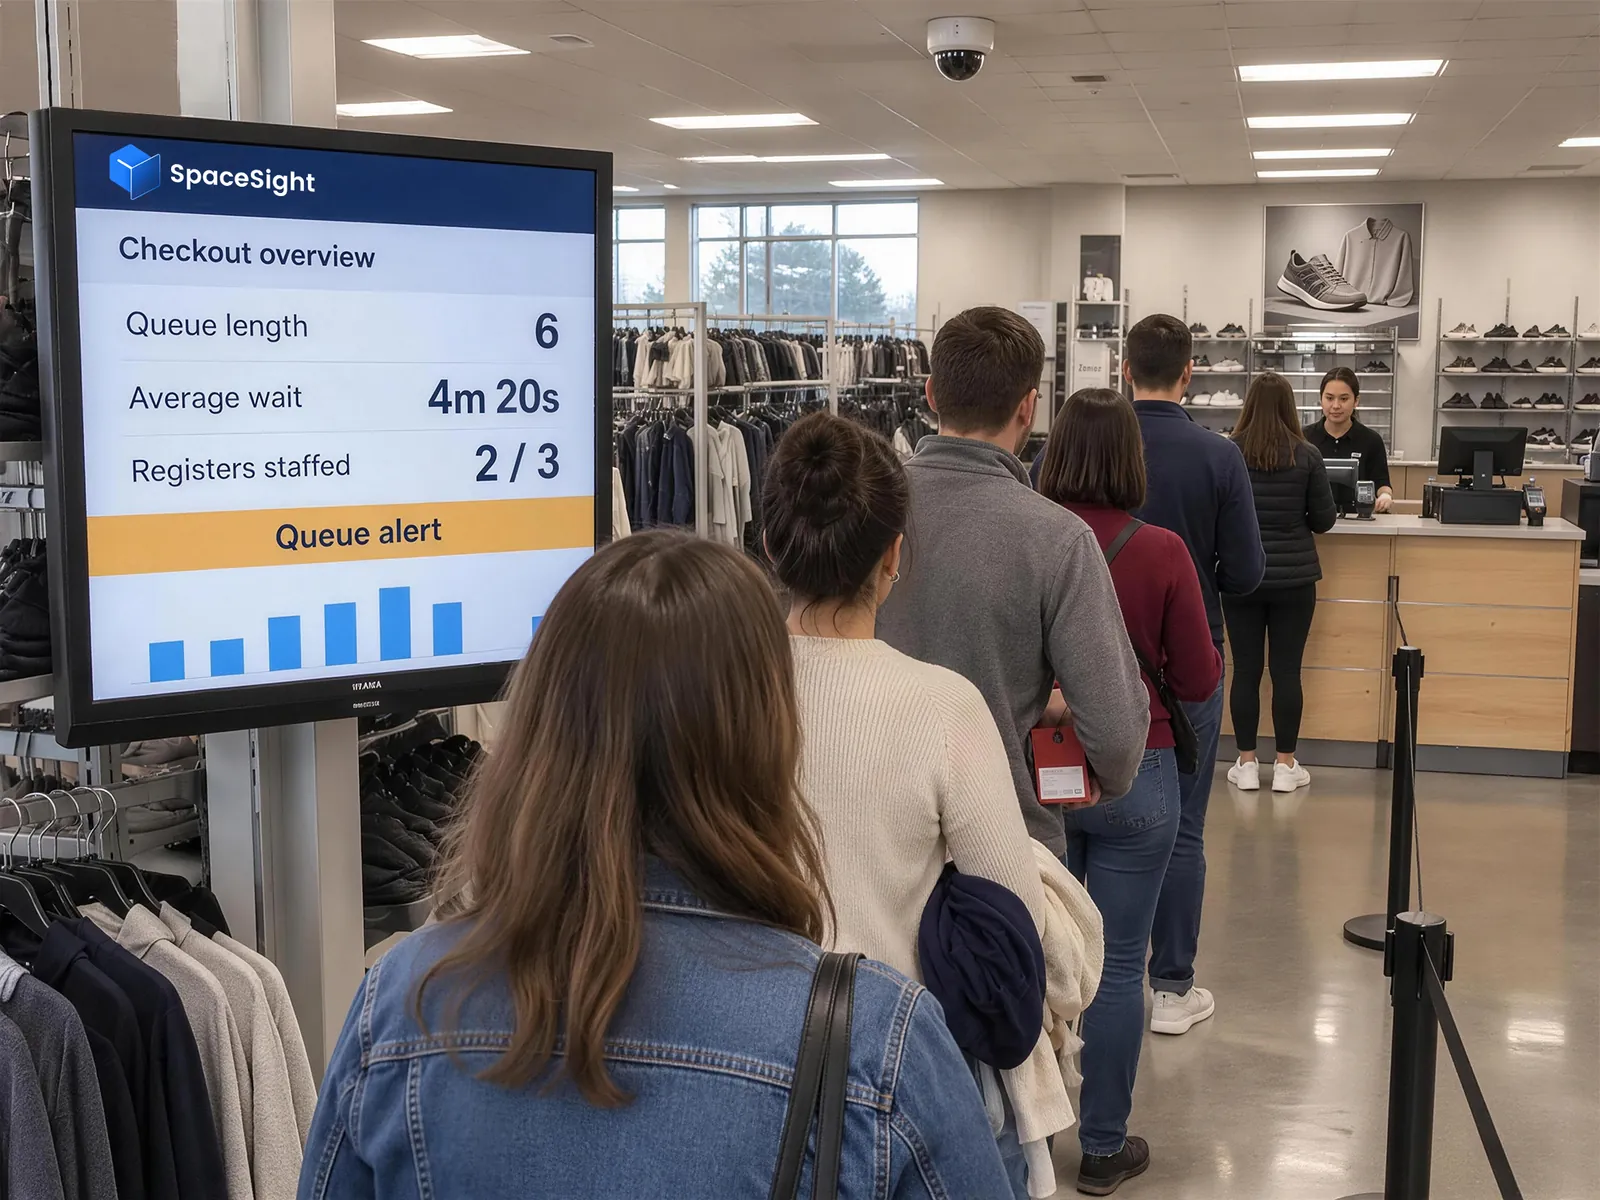 SpaceSight
Checkout overview
Queue length 6
Average wait 4m 20s
Registers staffed 2 / 3
Queue alert